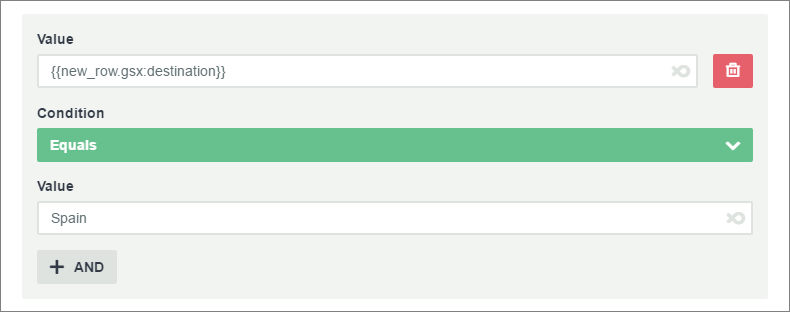 Value
{{new_row.gsx:destination}}
Condition
Equals
Value
Spain
AND